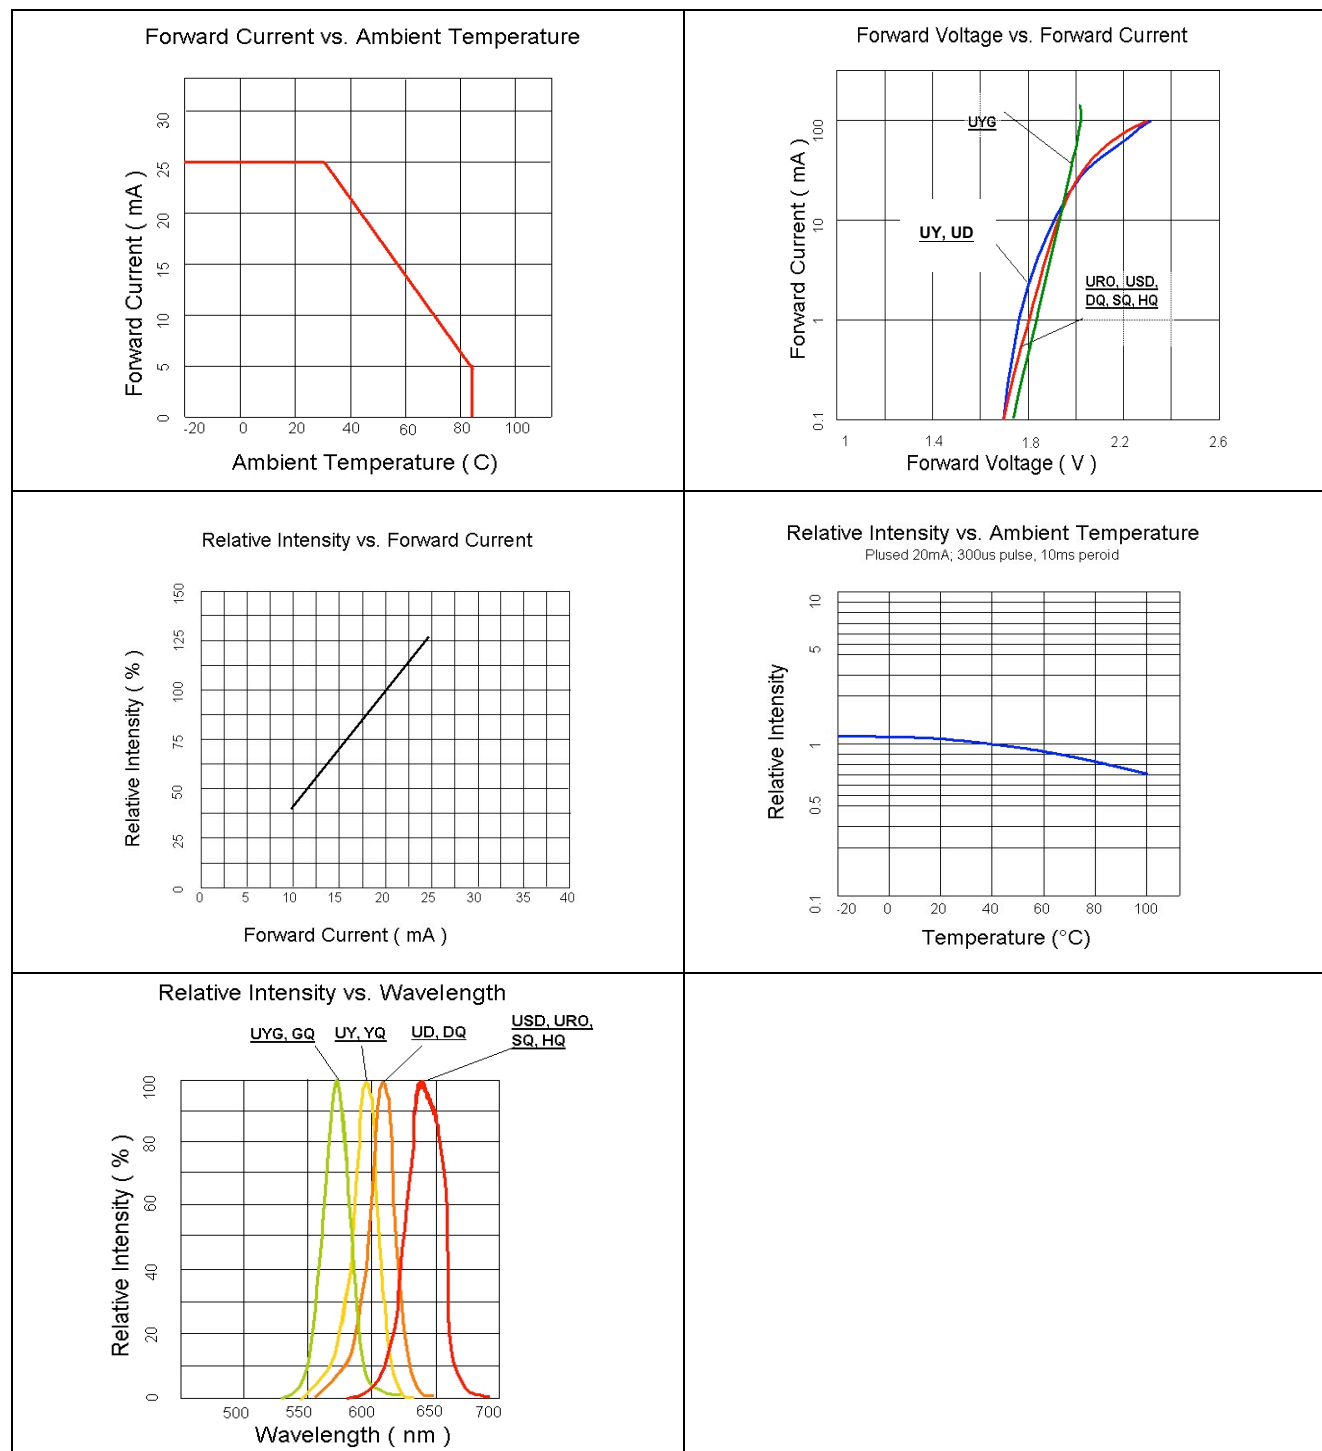 Forward Current vs. Ambient Temperature
Forward Current ( mA )
30
25
20
15
10
5
0
-20 0 20 40 60 80 100
Ambient Temperature ( C)
Forward Voltage vs. Forward Current
Forward Current ( mA )
100
10
1
0.1
UYG
UY, UD
URO, USD,
DQ, SQ, HQ
1 1.4 1.8 2.2 2.6
Forward Voltage ( V )
Relative Intensity vs. Forward Current
Relative Intensity ( % )
150
125
100
75
50
25
0
0 5 10 15 20 25 30 35 40
Forward Current ( mA )
Relative Intensity vs. Ambient Temperature
Plused 20mA; 300us pulse, 10ms peroid
Relative Intensity
10
5
1
0.5
0.1
-20 0 20 40 60 80 100
Temperature (°C)
Relative Intensity vs. Wavelength
UYG, GQ
UY, YQ
UD, DQ
USD, URO,
SQ, HQ
Relative Intensity ( % )
100
80
60
40
20
0
500 550 600 650 700
Wavelength ( nm )